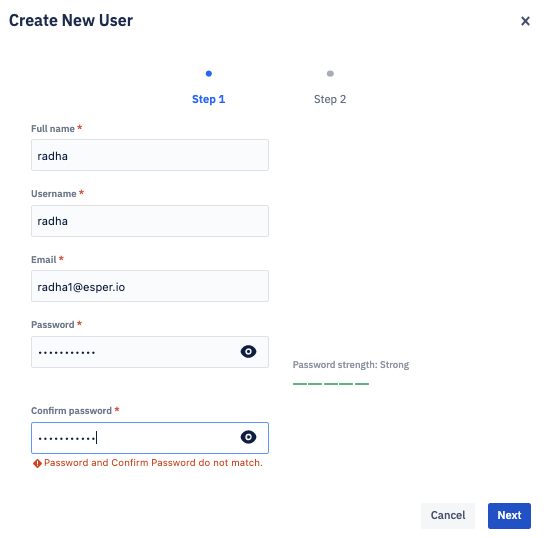 Create New User
Step 1
Step 2
Full name *
radha
Username *
radha
Email *
radha1@esper.io
Password *
•••••••••••
Password strength: Strong
Confirm password *
•••••••••••
Password and Confirm Password do not match.
Cancel
Next